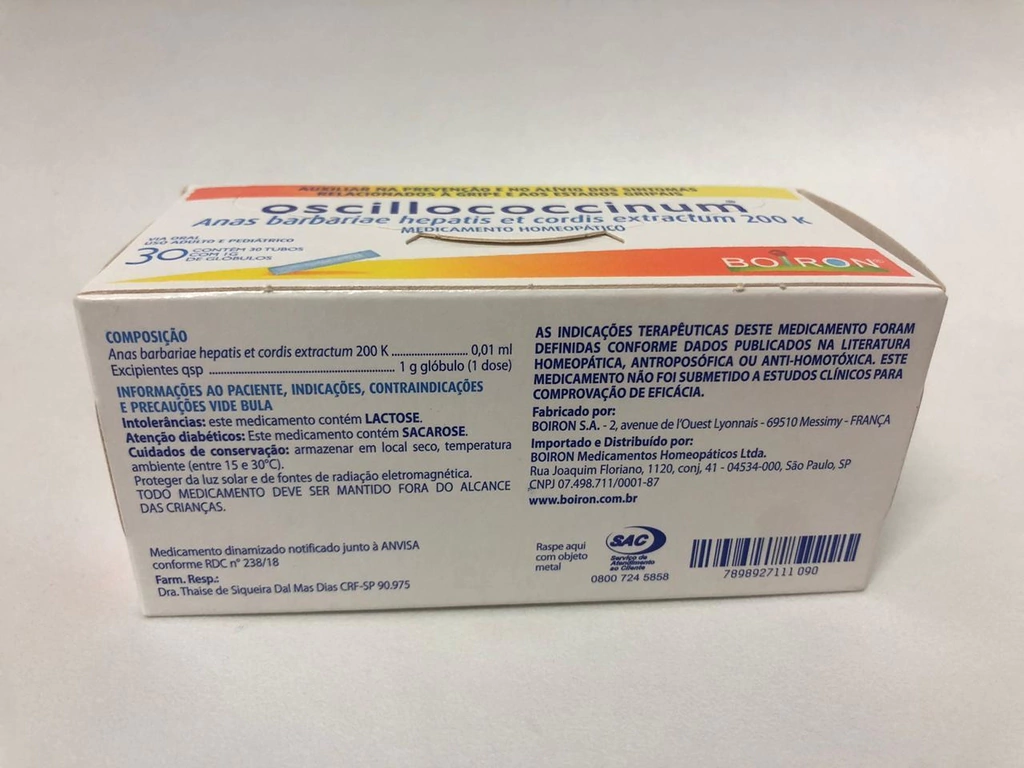 AUXILIAR NA PREVENÇÃO E NO ALÍVIO DOS SINTOMAS
RELACIONADOS À GRIPE E AOS ESTADOS GRIPAIS
oscillococcinum®
Anas barbariae hepatis et cordis extractum 200 K
MEDICAMENTO HOMEOPÁTICO
VIA ORAL
USO ADULTO E PEDIÁTRICO
30 CONTÉM 30 TUBOS
COM 1G
DE GLÓBULOS
BOIRON®
COMPOSIÇÃO
Anas barbariae hepatis et cordis extractum 200 K ...................... 0,01 ml
Excipientes qsp ...................................................... 1 g glóbulo (1 dose)
INFORMAÇÕES AO PACIENTE, INDICAÇÕES, CONTRAINDICAÇÕES
E PRECAUÇÕES VIDE BULA
Intolerâncias: este medicamento contém LACTOSE.
Atenção diabéticos: Este medicamento contém SACAROSE.
Cuidados de conservação: armazenar em local seco, temperatura
ambiente (entre 15 e 30°C).
Proteger da luz solar e de fontes de radiação eletromagnética.
TODO MEDICAMENTO DEVE SER MANTIDO FORA DO ALCANCE
DAS CRIANÇAS.
Medicamento dinamizado notificado junto à ANVISA
conforme RDC n° 238/18
Farm. Resp.:
Dra. Thaise de Siqueira Dal Mas Dias CRF-SP 90.975
AS INDICAÇÕES TERAPÊUTICAS DESTE MEDICAMENTO FORAM
DEFINIDAS CONFORME DADOS PUBLICADOS NA LITERATURA
HOMEOPÁTICA, ANTROPOSÓFICA OU ANTI-HOMOTÓXICA. ESTE
MEDICAMENTO NÃO FOI SUBMETIDO A ESTUDOS CLÍNICOS PARA
COMPROVAÇÃO DE EFICÁCIA.
Fabricado por:
BOIRON S.A. - 2, avenue de l'Ouest Lyonnais - 69510 Messimy - FRANÇA
Importado e Distribuído por:
BOIRON Medicamentos Homeopáticos Ltda.
Rua Joaquim Floriano, 1120, conj, 41 - 04534-000, São Paulo, SP
CNPJ 07.498.711/0001-87
www.boiron.com.br
Raspe aqui
com objeto
metal
SAC
Serviço de
Atendimento
ao Cliente
0800 724 5858
7898927111 090